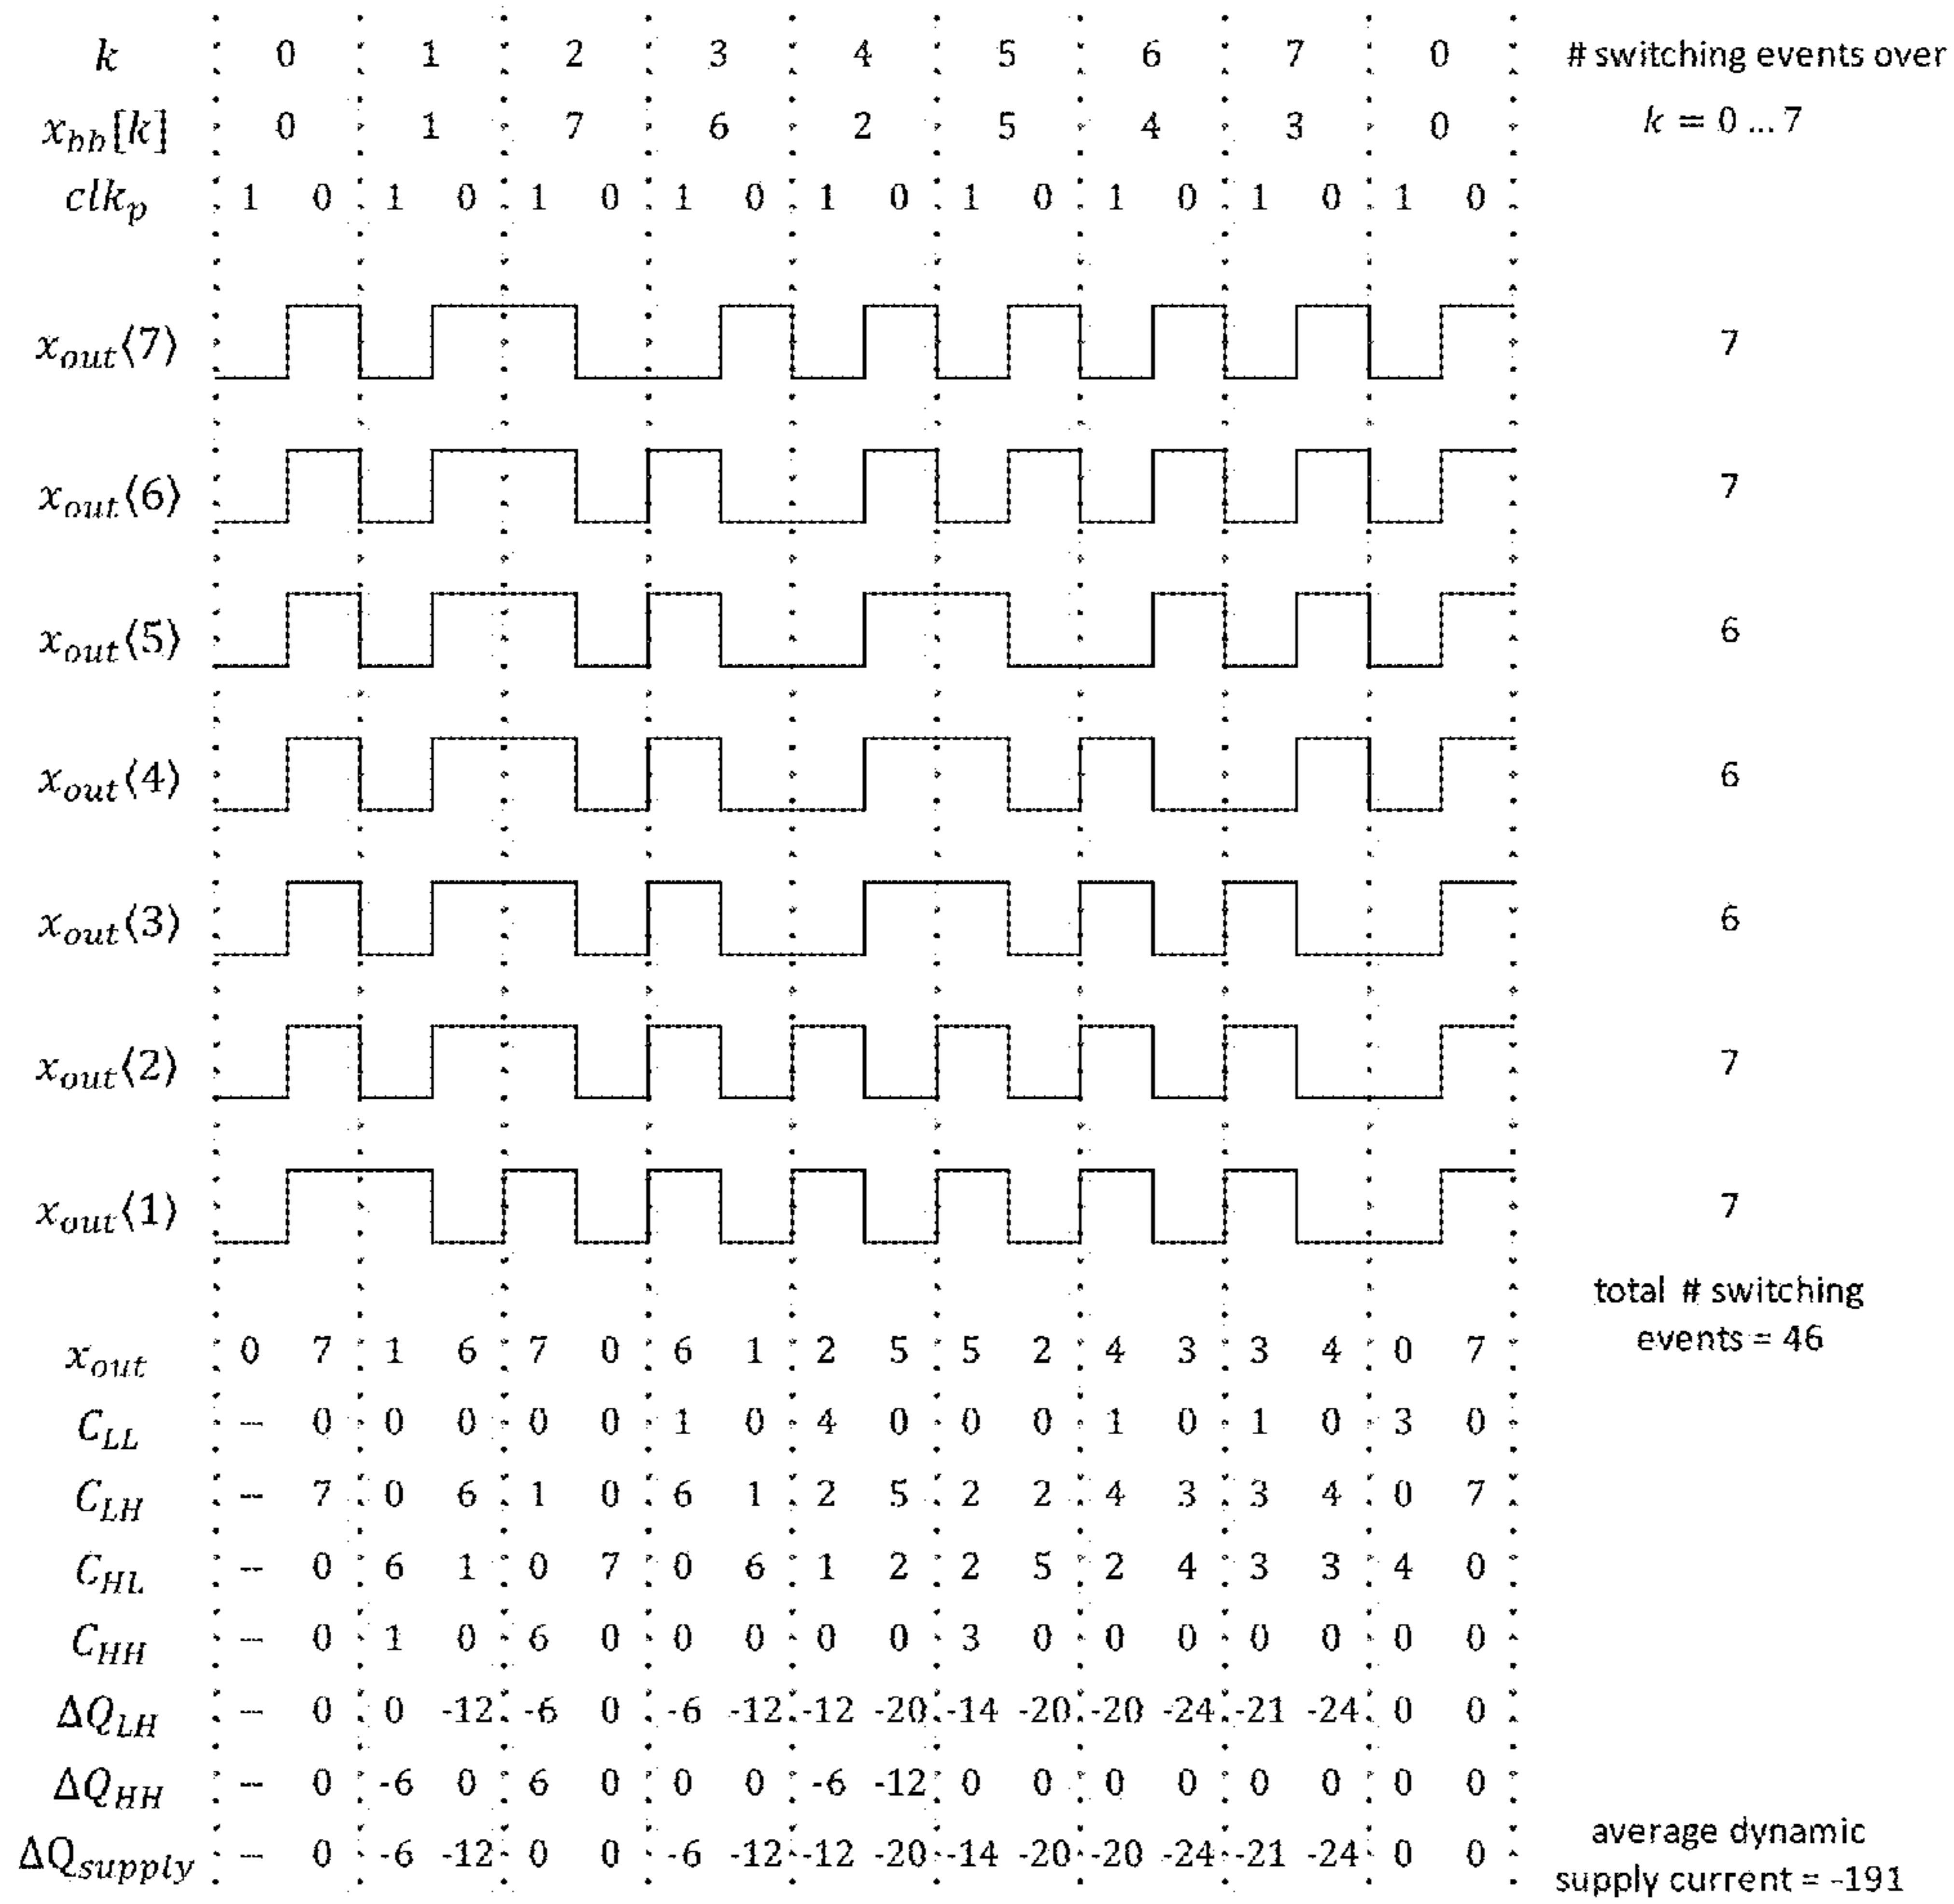 k 0 1 2 3 4 5 6 7 0 # switching events over
x_bb[k] 0 1 7 6 2 5 4 3 0 k = 0 ... 7
clk_p 1 0 1 0 1 0 1 0 1 0 1 0 1 0 1 0 1 0
x_out⟨7⟩ 7
x_out⟨6⟩ 7
x_out⟨5⟩ 6
x_out⟨4⟩ 6
x_out⟨3⟩ 6
x_out⟨2⟩ 7
x_out⟨1⟩ 7
total # switching
events = 46
x_out 0 7 1 6 7 0 6 1 2 5 5 2 4 3 3 4 0 7
C_LL -- 0 0 0 0 0 1 0 4 0 0 0 1 0 1 0 3 0
C_LH -- 7 0 6 1 0 6 1 2 5 2 2 4 3 3 4 0 7
C_HL -- 0 6 1 0 7 0 6 1 2 2 5 2 4 3 3 4 0
C_HH -- 0 1 0 6 0 0 0 0 0 3 0 0 0 0 0 0 0
ΔQ_LH -- 0 0 -12 -6 0 -6 -12 -12 -20 -14 -20 -20 -24 -21 -24 0 0
ΔQ_HH -- 0 -6 0 6 0 0 0 -6 -12 0 0 0 0 0 0 0 0
ΔQ_supply -- 0 -6 -12 0 0 -6 -12 -12 -20 -14 -20 -20 -24 -21 -24 0 0
average dynamic
supply current = -191